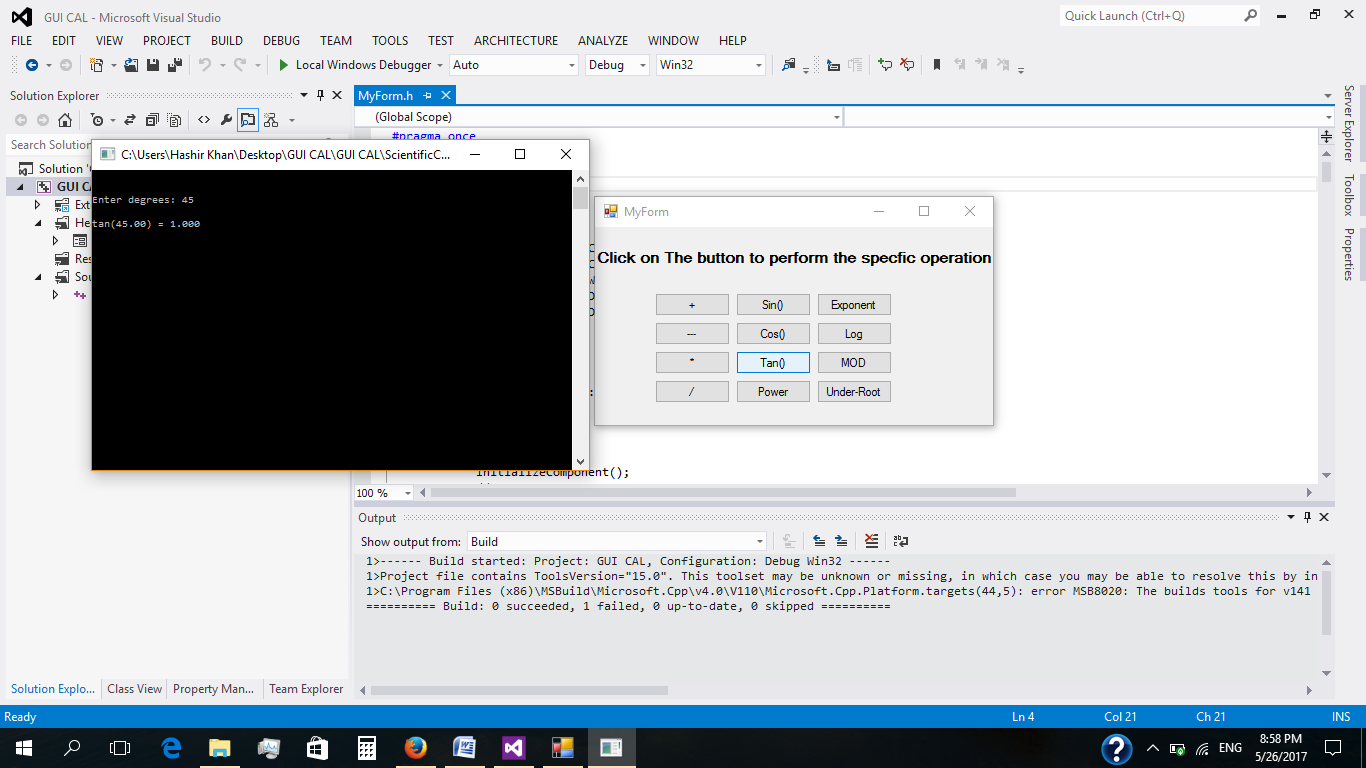 GUI CAL - Microsoft Visual Studio
Quick Launch (Ctrl+Q)
FILE EDIT VIEW PROJECT BUILD DEBUG TEAM TOOLS TEST ARCHITECTURE ANALYZE WINDOW HELP
Local Windows Debugger Auto Debug Win32
Solution Explorer
MyForm.h
(Global Scope)
Search Solution
#pragma once
Solution '
GUI CA
Ext
He
Res
Sou
C:\Users\Hashir Khan\Desktop\GUI CAL\GUI CAL\ScientificC...
Enter degrees: 45
tan(45.00) = 1.000
MyForm
Click on The button to perform the specfic operation
+ Sin() Exponent
--- Cos() Log
* Tan() MOD
/ Power Under-Root
InitializeComponent();
//
100 %
Output
Show output from: Build
1>------ Build started: Project: GUI CAL, Configuration: Debug Win32 ------
1>Project file contains ToolsVersion="15.0". This toolset may be unknown or missing, in which case you may be able to resolve this by in
1>C:\Program Files (x86)\MSBuild\Microsoft.Cpp\v4.0\V110\Microsoft.Cpp.Platform.targets(44,5): error MSB8020: The builds tools for v141
========== Build: 0 succeeded, 1 failed, 0 up-to-date, 0 skipped ==========
Solution Explo... Class View Property Man... Team Explorer
Server Explorer
Toolbox
Properties
Ready Ln 4 Col 21 Ch 21 INS
ENG
8:58 PM
5/26/2017